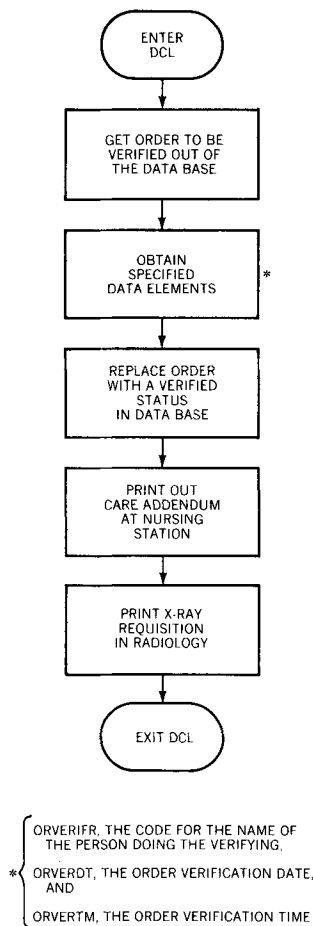 ENTER
DCL
GET ORDER TO BE
VERIFIED OUT OF
THE DATA BASE
OBTAIN
SPECIFIED
DATA ELEMENTS
*
REPLACE ORDER
WITH A VERIFIED
STATUS
IN DATA BASE
PRINT OUT
CARE ADDENDUM
AT NURSING
STATION
PRINT X-RAY
REQUISITION
IN RADIOLOGY
EXIT DCL
ORVERIFR, THE CODE FOR THE NAME OF
THE PERSON DOING THE VERIFYING,
* ORVERDT, THE ORDER VERIFICATION DATE,
AND
ORVERTM, THE ORDER VERIFICATION TIME